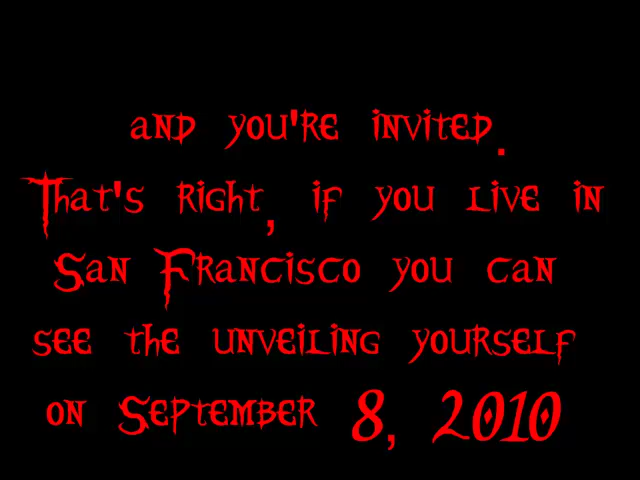 and you're invited.
That's right, if you live in
San Francisco you can
see the unveiling yourself
on September 8, 2010